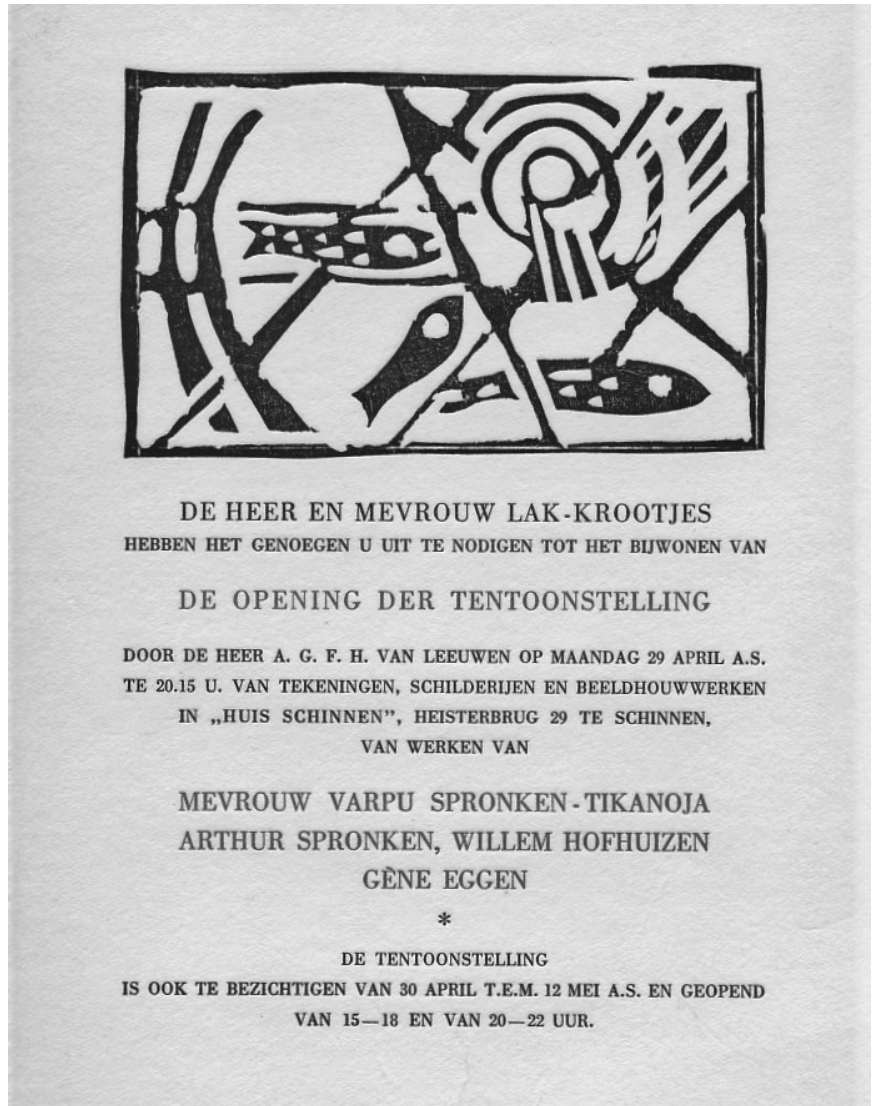 DE HEER EN MEVROUW LAK-KROOTJES
HEBBEN HET GENOEGEN U UIT TE NODIGEN TOT HET BIJWONEN VAN
DE OPENING DER TENTOONSTELLING
DOOR DE HEER A. G. F. H. VAN LEEUWEN OP MAANDAG 29 APRIL A.S.
TE 20.15 U. VAN TEKENINGEN, SCHILDERIJEN EN BEELDHOUWWERKEN
IN „HUIS SCHINNEN”, HEISTERBRUG 29 TE SCHINNEN,
VAN WERKEN VAN
MEVROUW VARPU SPRONKEN-TIKANOJA
ARTHUR SPRONKEN, WILLEM HOFHUIZEN
GÈNE EGGEN
*
DE TENTOONSTELLING
IS OOK TE BEZICHTIGEN VAN 30 APRIL T.E.M. 12 MEI A.S. EN GEOPEND
VAN 15—18 EN VAN 20—22 UUR.